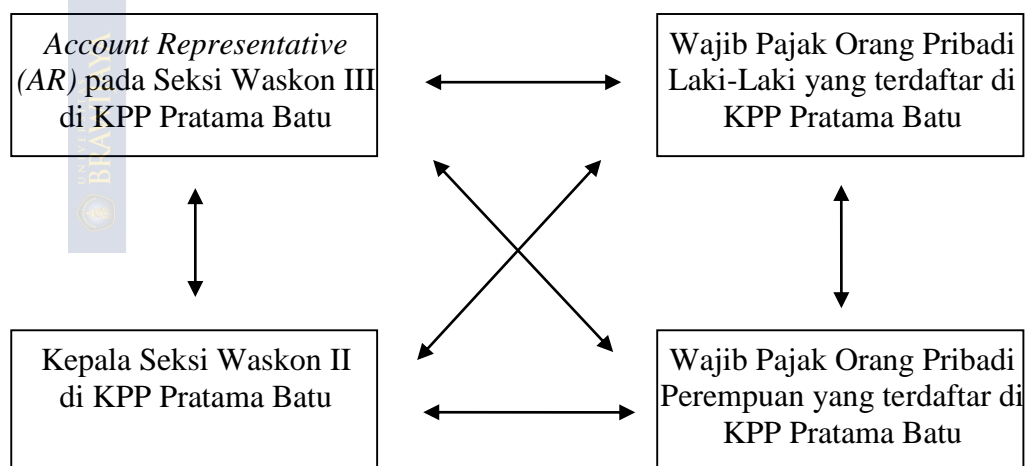 Account Representative
(AR) pada Seksi Waskon III
di KPP Pratama Batu
Wajib Pajak Orang Pribadi
Laki-Laki yang terdaftar di
KPP Pratama Batu
UNIVERSITAS
BRAWIJAYA
Kepala Seksi Waskon II
di KPP Pratama Batu
Wajib Pajak Orang Pribadi
Perempuan yang terdaftar di
KPP Pratama Batu